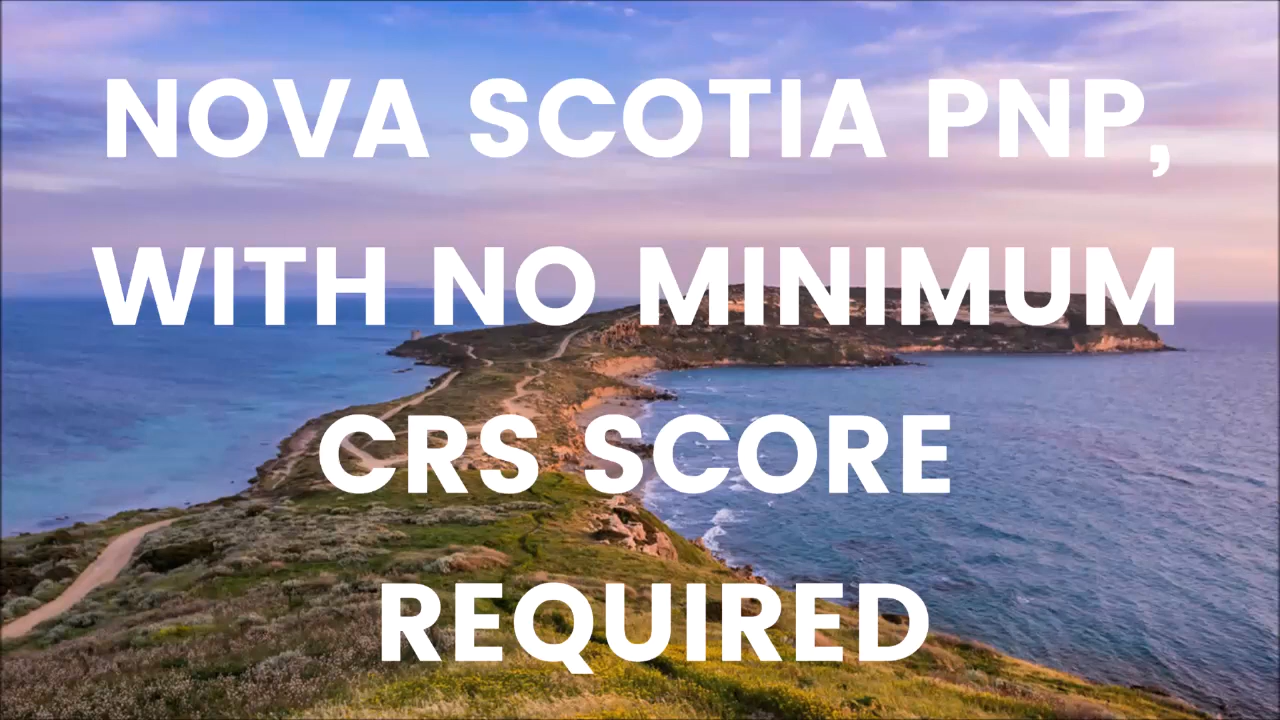 NOVA SCOTIA PNP,
WITH NO MINIMUM
CRS SCORE
REQUIRED